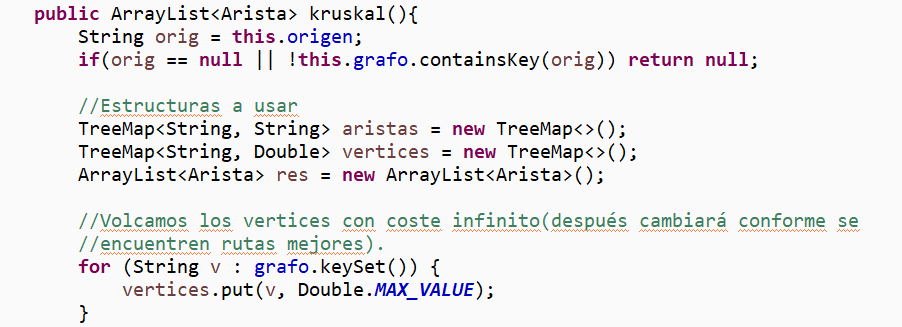 public ArrayList<Arista> kruskal(){
String orig = this.origen;
if(orig == null || !this.grafo.containsKey(orig)) return null;
//Estructuras a usar
TreeMap<String, String> aristas = new TreeMap<>();
TreeMap<String, Double> vertices = new TreeMap<>();
ArrayList<Arista> res = new ArrayList<Arista>();
//Volcamos los vertices con coste infinito(después cambiará conforme se
//encuentren rutas mejores).
for (String v : grafo.keySet()) {
vertices.put(v, Double.MAX_VALUE);
}